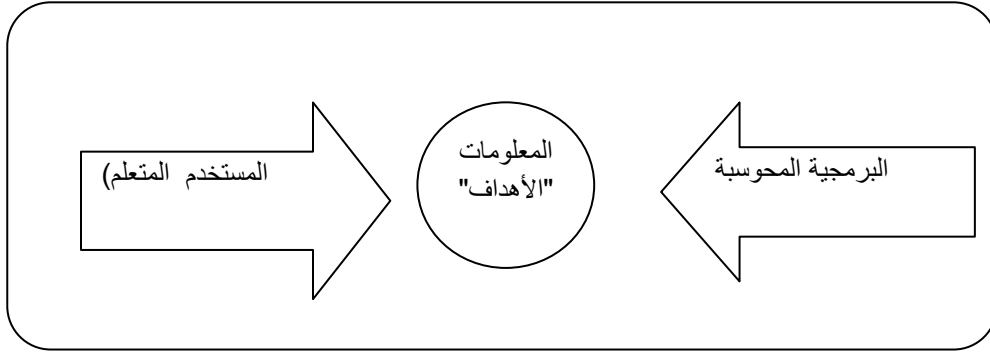 البرمجية المحوسبة
المعلومات
"الأهداف"
المستخدم المتعلم)